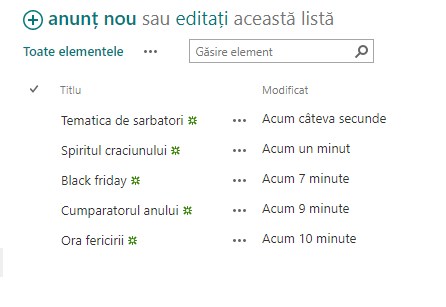 anunț nou sau editați această listă
Toate elementele ••• Găsire element
Titlu Modificat
Tematica de sarbatori ••• Acum câteva secunde
Spiritul craciunului ••• Acum un minut
Black friday ••• Acum 7 minute
Cumparatorul anului ••• Acum 9 minute
Ora fericirii ••• Acum 10 minute